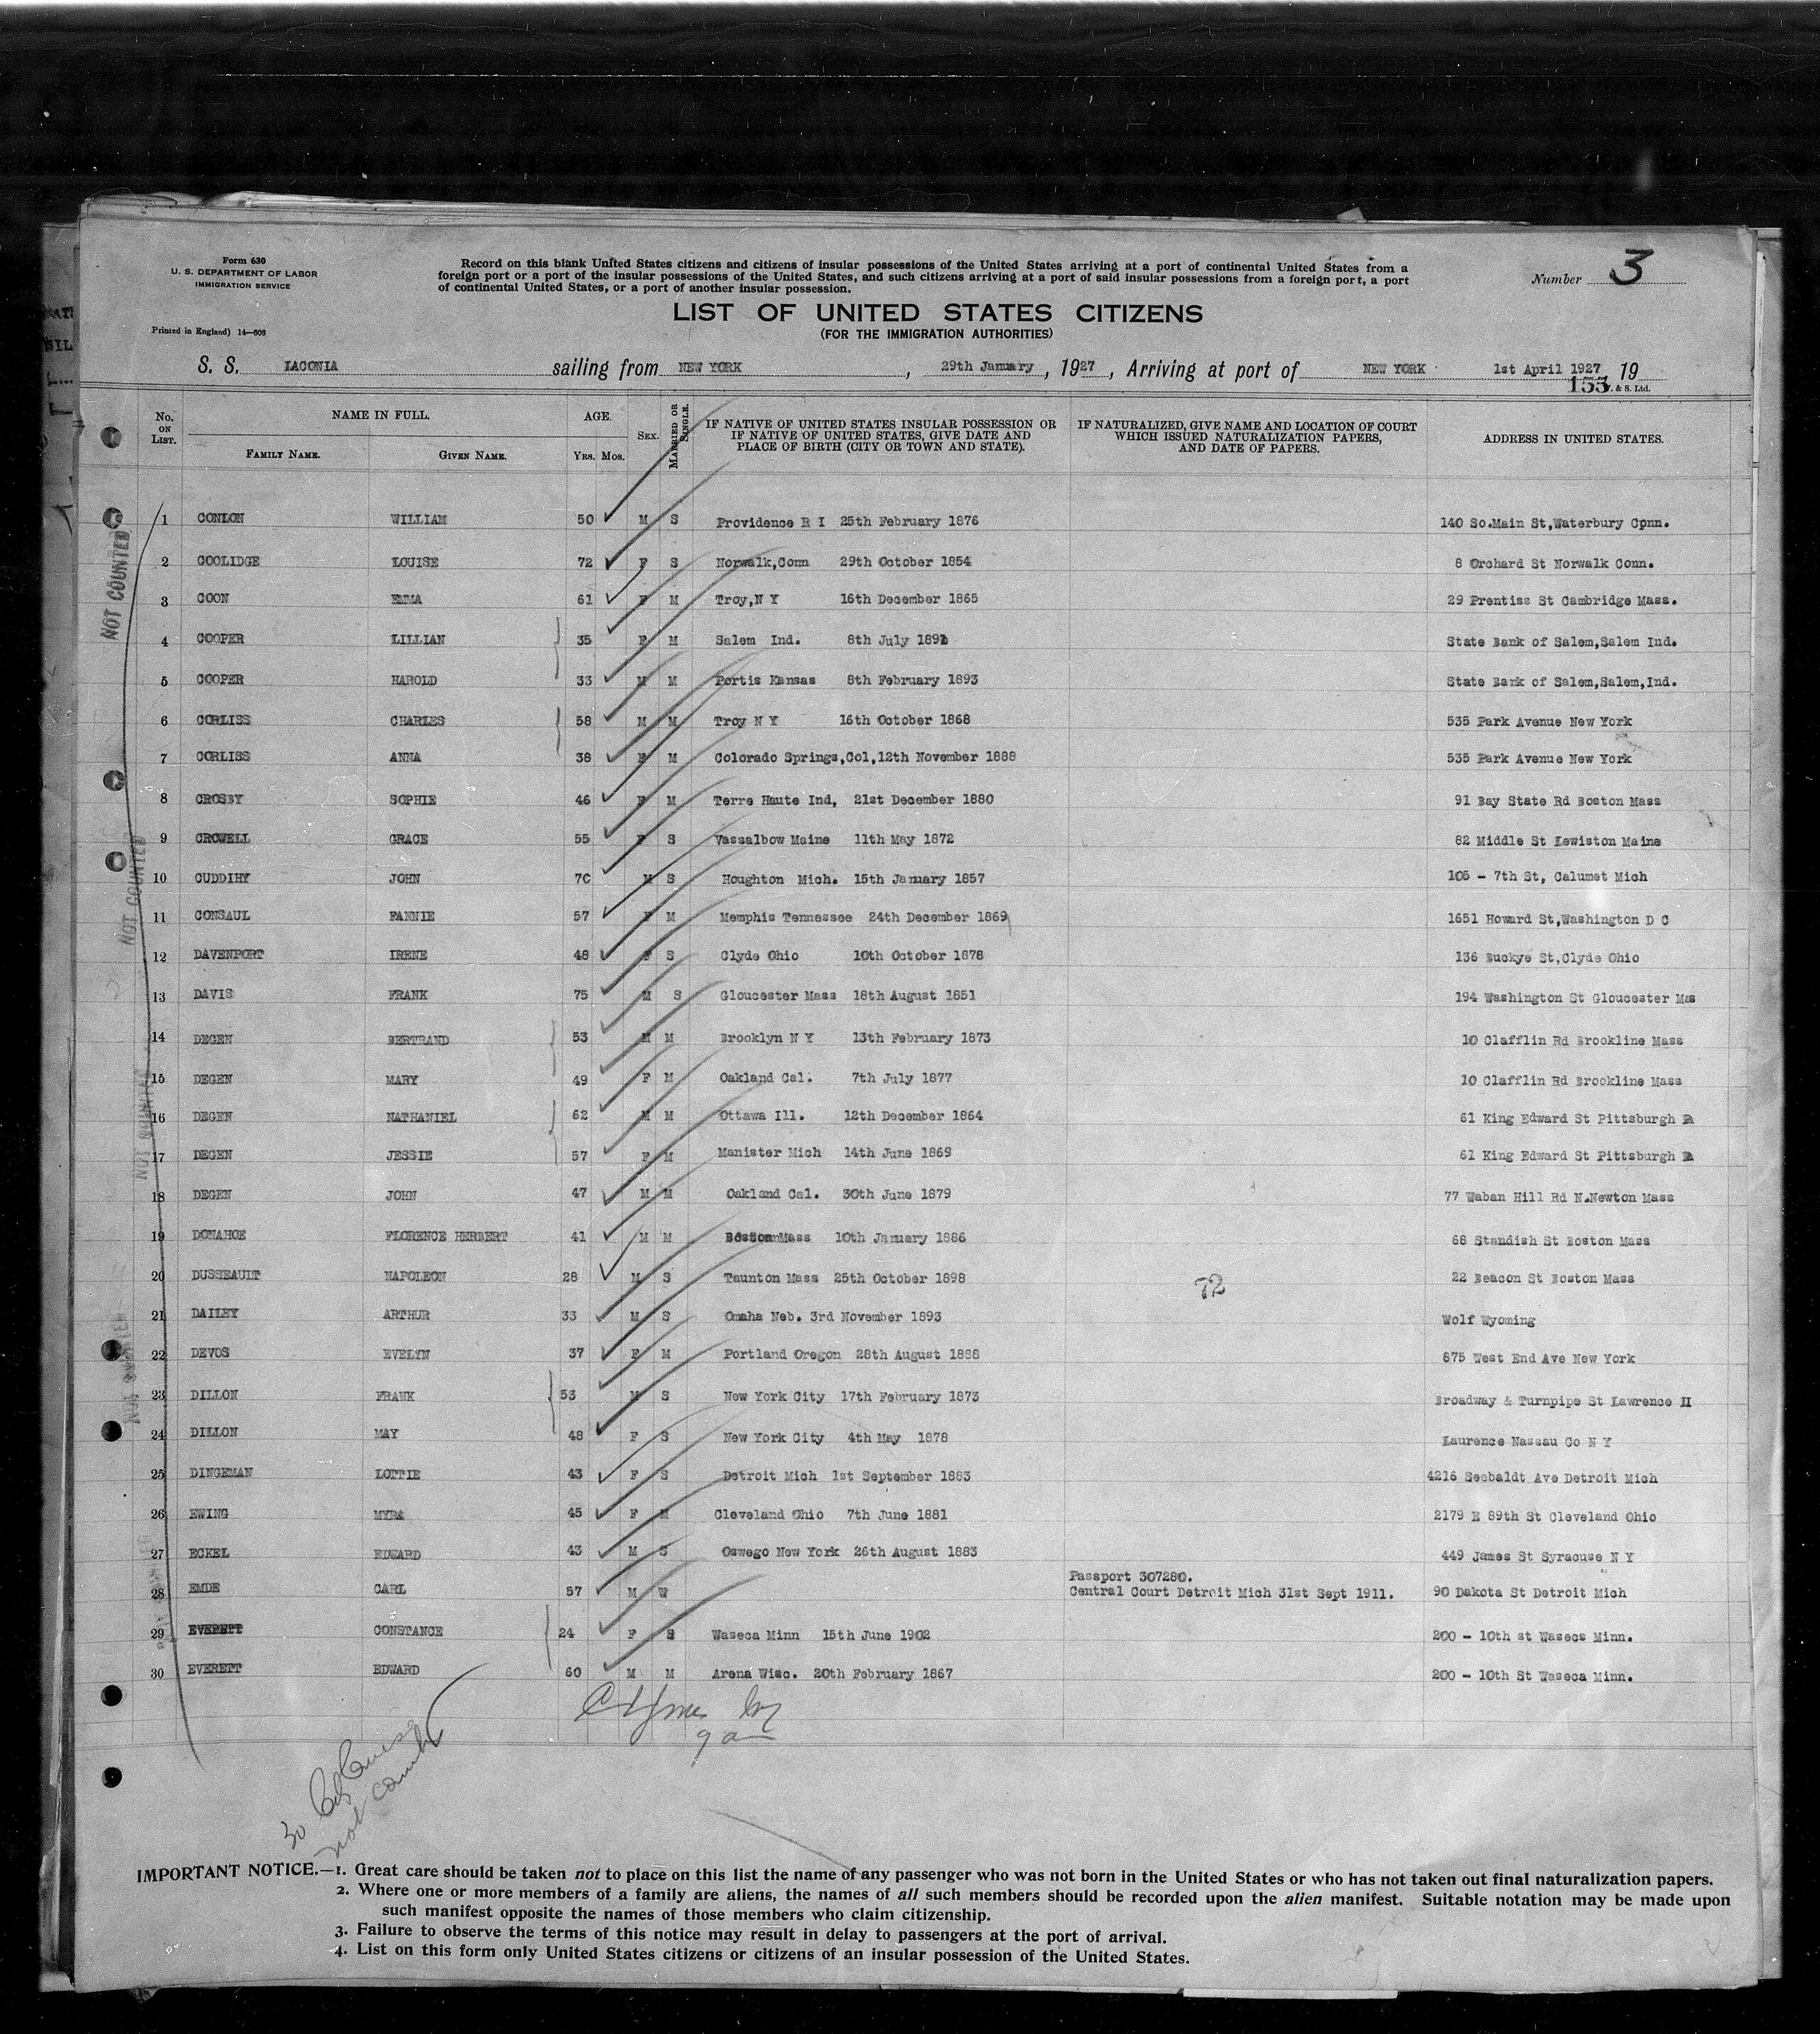 Form 630
U. S. DEPARTMENT OF LABOR
IMMIGRATION SERVICE
Printed in England) 14—608
Record on this blank United States citizens and citizens of insular possessions of the United States arriving at a port of continental United States from a
foreign port or a port of the insular possessions of the United States, and such citizens arriving at a port of said insular possessions from a foreign port, a port
of continental United States, or a port of another insular possession.
Number 3
LIST OF UNITED STATES CITIZENS
(FOR THE IMMIGRATION AUTHORITIES)
S. S. LACONIA sailing from NEW YORK, 29th January, 1927, Arriving at port of NEW YORK 1st April 1927 19
153 & S. Ltd.
No. ON LIST. NAME IN FULL. FAMILY NAME. GIVEN NAME. AGE. YRS. MOS. SEX. MARRIED OR SINGLE. IF NATIVE OF UNITED STATES INSULAR POSSESSION OR IF NATIVE OF UNITED STATES, GIVE DATE AND PLACE OF BIRTH (CITY OR TOWN AND STATE). IF NATURALIZED, GIVE NAME AND LOCATION OF COURT WHICH ISSUED NATURALIZATION PAPERS, AND DATE OF PAPERS. ADDRESS IN UNITED STATES.
1 CONLON WILLIAM 50 M S Providence R I 25th February 1876 140 So.Main St,Waterbury Conn.
2 COOLIDGE LOUISE 72 F S Norwalk,Conn 29th October 1854 8 Orchard St Norwalk Conn.
3 COON EMMA 61 F M Troy,N Y 16th December 1865 29 Prentiss St Cambridge Mass.
4 COOPER LILLIAN 35 F M Salem Ind. 8th July 1891 State Bank of Salem,Salem Ind.
5 COOPER HAROLD 33 M M Portis Kansas 8th February 1893 State Bank of Salem,Salem,Ind.
6 CORLISS CHARLES 58 M M Troy N Y 16th October 1868 535 Park Avenue New York
7 CORLISS ANNA 38 F M Colorado Springs,Col,12th November 1888 535 Park Avenue New York
8 CROSBY SOPHIE 46 F M Terre Haute Ind, 21st December 1880 91 Bay State Rd Boston Mass
9 CROWELL GRACE 55 F S Vassalbow Maine 11th May 1872 82 Middle St Lewiston Maine
10 CUDDIHY JOHN 70 M S Houghton Mich. 15th January 1857 105 - 7th St, Calumet Mich
11 CONSAUL FANNIE 57 F M Memphis Tennessee 24th December 1869 1651 Howard St,Washington D C
12 DAVENPORT IRENE 48 F S Clyde Ohio 10th October 1878 136 Buckye St,Clyde Ohio
13 DAVIS FRANK 75 M S Gloucester Mass 18th August 1851 194 Washington St Gloucester Mas
14 DEGEN BERTRAND 53 M M Brooklyn N Y 13th February 1873 10 Clafflin Rd Brookline Mass
15 DEGEN MARY 49 F M Oakland Cal. 7th July 1877 10 Clafflin Rd Brookline Mass
16 DEGEN NATHANIEL 62 M M Ottawa Ill. 12th December 1864 61 King Edward St Pittsburgh
17 DEGEN JESSIE 57 F M Manister Mich 14th June 1869 61 King Edward St Pittsburgh
18 DEGEN JOHN 47 M M Oakland Cal. 30th June 1879 77 Waban Hill Rd N.Newton Mass
19 DONAHOE FLORENCE HERBERT 41 M M Boston Mass 10th January 1886 68 Standish St Boston Mass
20 DUSSEAULT NAPOLEON 28 M S Taunton Mass 25th October 1898 22 Beacon St Boston Mass
72
21 DAILEY ARTHUR 33 M S Omaha Neb. 3rd November 1893 Wolf Wyoming
22 DEVOS EVELYN 37 F M Portland Oregon 28th August 1888 875 West End Ave New York
23 DILLON FRANK 53 M S New York City 17th February 1873 Broadway & Turnpipe St Lawrence II
24 DILLON MAY 48 F S New York City 4th May 1878 Laurence Nassau Co N Y
25 DINGEMAN LOTTIE 43 F S Detroit Mich 1st September 1883 4216 Seebaldt Ave Detroit Mich
26 EWING MYRA 45 F M Cleveland Ohio 7th June 1881 2179 E 89th St Cleveland Ohio
27 ECKEL EDWARD 43 M S Oswego New York 26th August 1883 449 James St Syracuse N Y
28 EMDE CARL 57 M W Passport 307280. Central Court Detroit Mich 31st Sept 1911. 90 Dakota St Detroit Mich
29 EVERETT CONSTANCE 24 F S Waseca Minn 15th June 1902 200 - 10th st Wasecs Minn.
30 EVERETT EDWARD 60 M M Arena Wisc. 20th February 1867 200 - 10th St Waseca Minn.
NOT COUNTED
NOT COUNTED
NOT COUNTED
NOT COUNTED
30
not
IMPORTANT NOTICE.—1. Great care should be taken not to place on this list the name of any passenger who was not born in the United States or who has not taken out final naturalization papers.
2. Where one or more members of a family are aliens, the names of all such members should be recorded upon the alien manifest. Suitable notation may be made upon
such manifest opposite the names of those members who claim citizenship.
3. Failure to observe the terms of this notice may result in delay to passengers at the port of arrival.
4. List on this form only United States citizens or citizens of an insular possession of the United States.